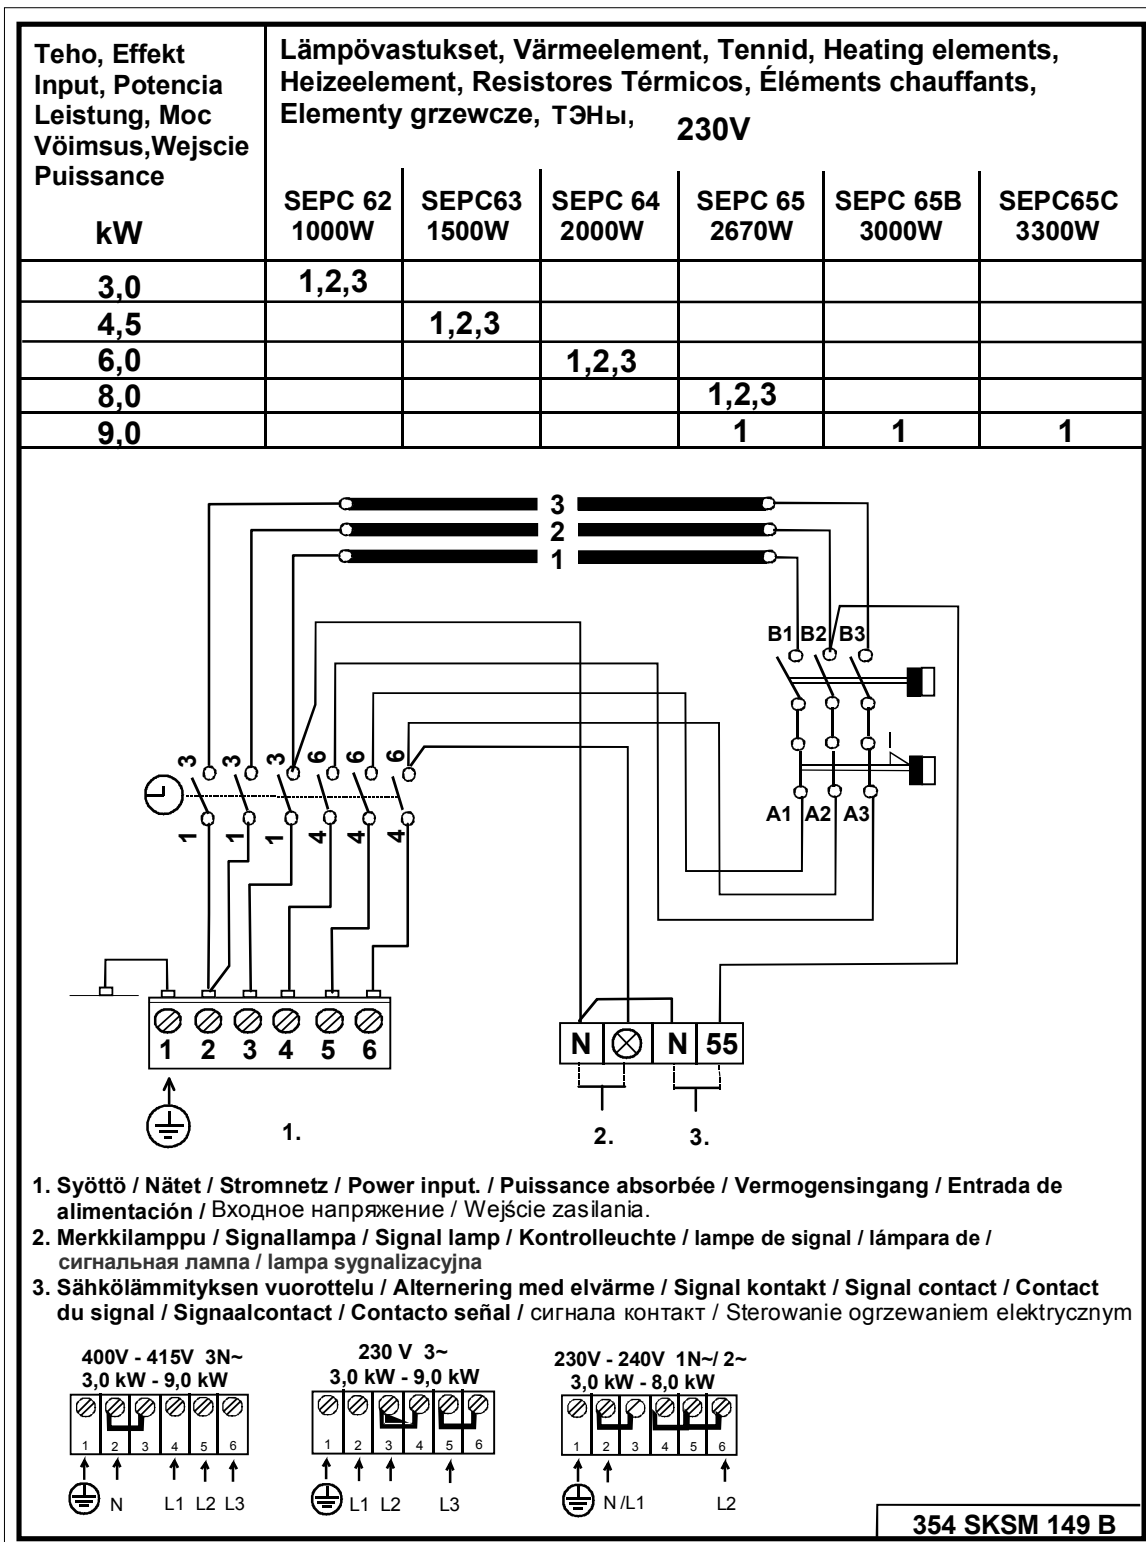 Teho, Effekt
Input, Potencia
Leistung, Moc
Vöimsus,Wejscie
Puissance
kW
Lämpövastukset, Värmeelement, Tennid, Heating elements,
Heizeelement, Resistores Térmicos, Éléments chauffants,
Elementy grzewcze, ТЭНы, 230V
SEPC 62 SEPC63 SEPC 64 SEPC 65 SEPC 65B SEPC65C
1000W 1500W 2000W 2670W 3000W 3300W
3,0 1,2,3
4,5 1,2,3
6,0 1,2,3
8,0 1,2,3
9,0 1 1 1
3
2
1
B1 B2 B3
3 3 3 6 6 6
1 1 1 4 4 4
A1 A2 A3
1 2 3 4 5 6
N N 55
1. 2. 3.
1. Syöttö / Nätet / Stromnetz / Power input. / Puissance absorbée / Vermogensingang / Entrada de
alimentación / Входное напряжение / Wejście zasilania.
2. Merkkilamppu / Signallampa / Signal lamp / Kontrolleuchte / lampe de signal / lámpara de /
сигнальная лампа / lampa sygnalizacyjna
3. Sähkölämmityksen vuorottelu / Alternering med elvärme / Signal kontakt / Signal contact / Contact
du signal / Signaalcontact / Contacto señal / сигнала контакт / Sterowanie ogrzewaniem elektrycznym
400V - 415V 3N~
3,0 kW - 9,0 kW
1 2 3 4 5 6
N L1 L2 L3
230 V 3~
3,0 kW - 9,0 kW
1 2 3 4 5 6
L1 L2 L3
230V - 240V 1N~/ 2~
3,0 kW - 8,0 kW
1 2 3 4 5 6
N /L1 L2
354 SKSM 149 B